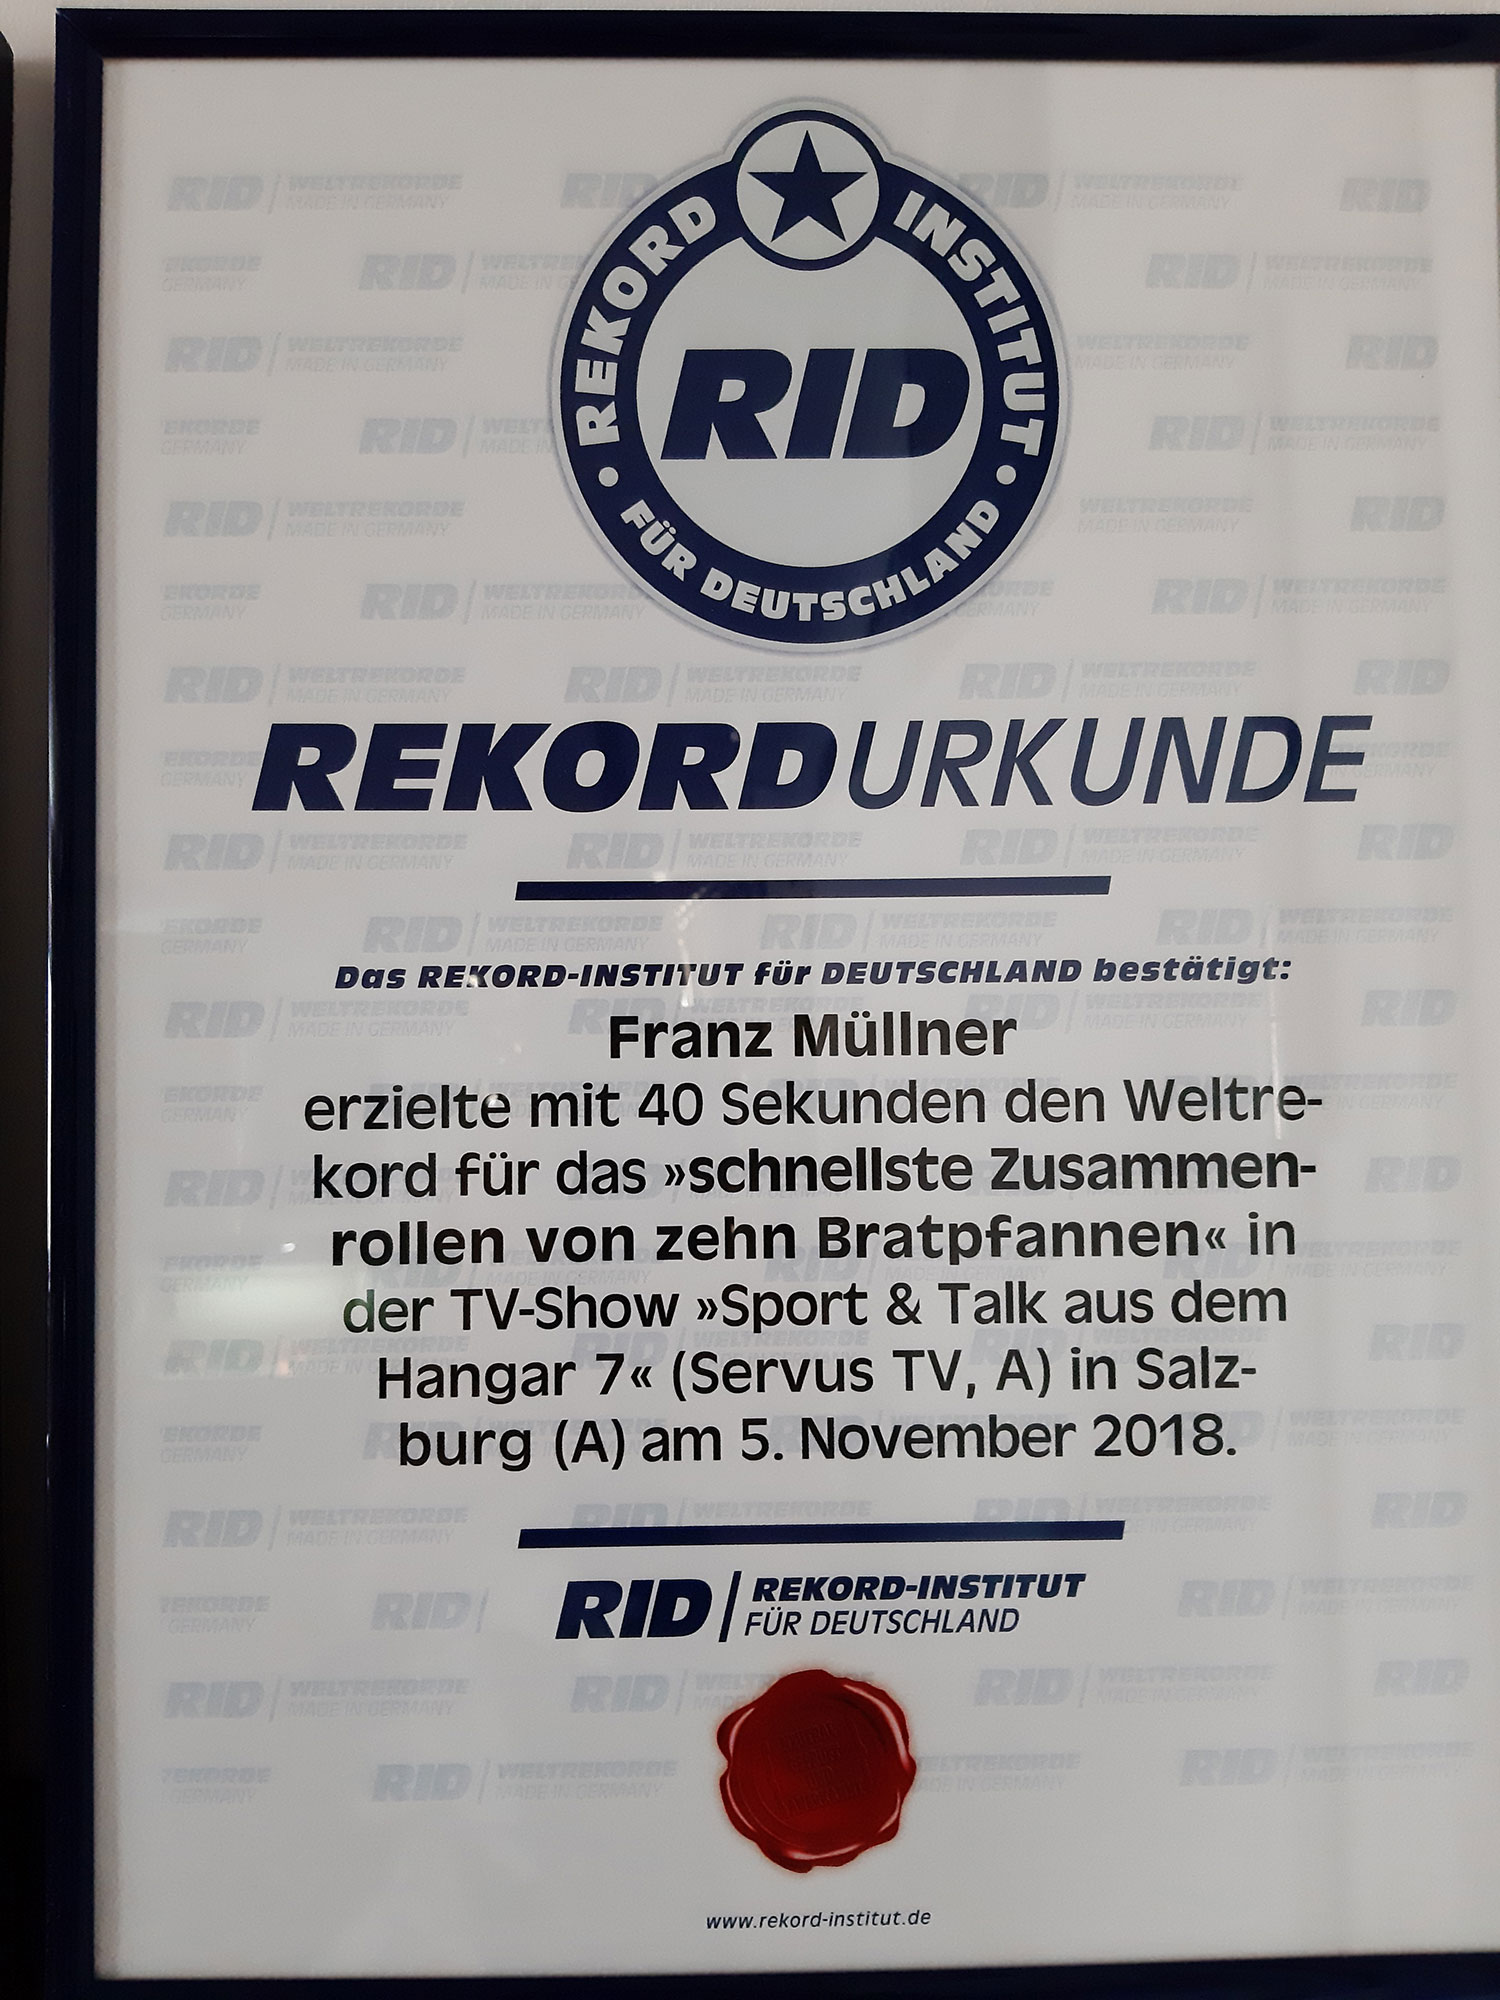 REKORD INSTITUT
RID
FÜR DEUTSCHLAND
REKORDURKUNDE
Das REKORD-INSTITUT für DEUTSCHLAND bestätigt:
Franz Müllner
erzielte mit 40 Sekunden den Weltre-
kord für das »schnellste Zusammen-
rollen von zehn Bratpfannen« in
der TV-Show »Sport & Talk aus dem
Hangar 7« (Servus TV, A) in Salz-
burg (A) am 5. November 2018.
RID | REKORD-INSTITUT
FÜR DEUTSCHLAND
www.rekord-institut.de